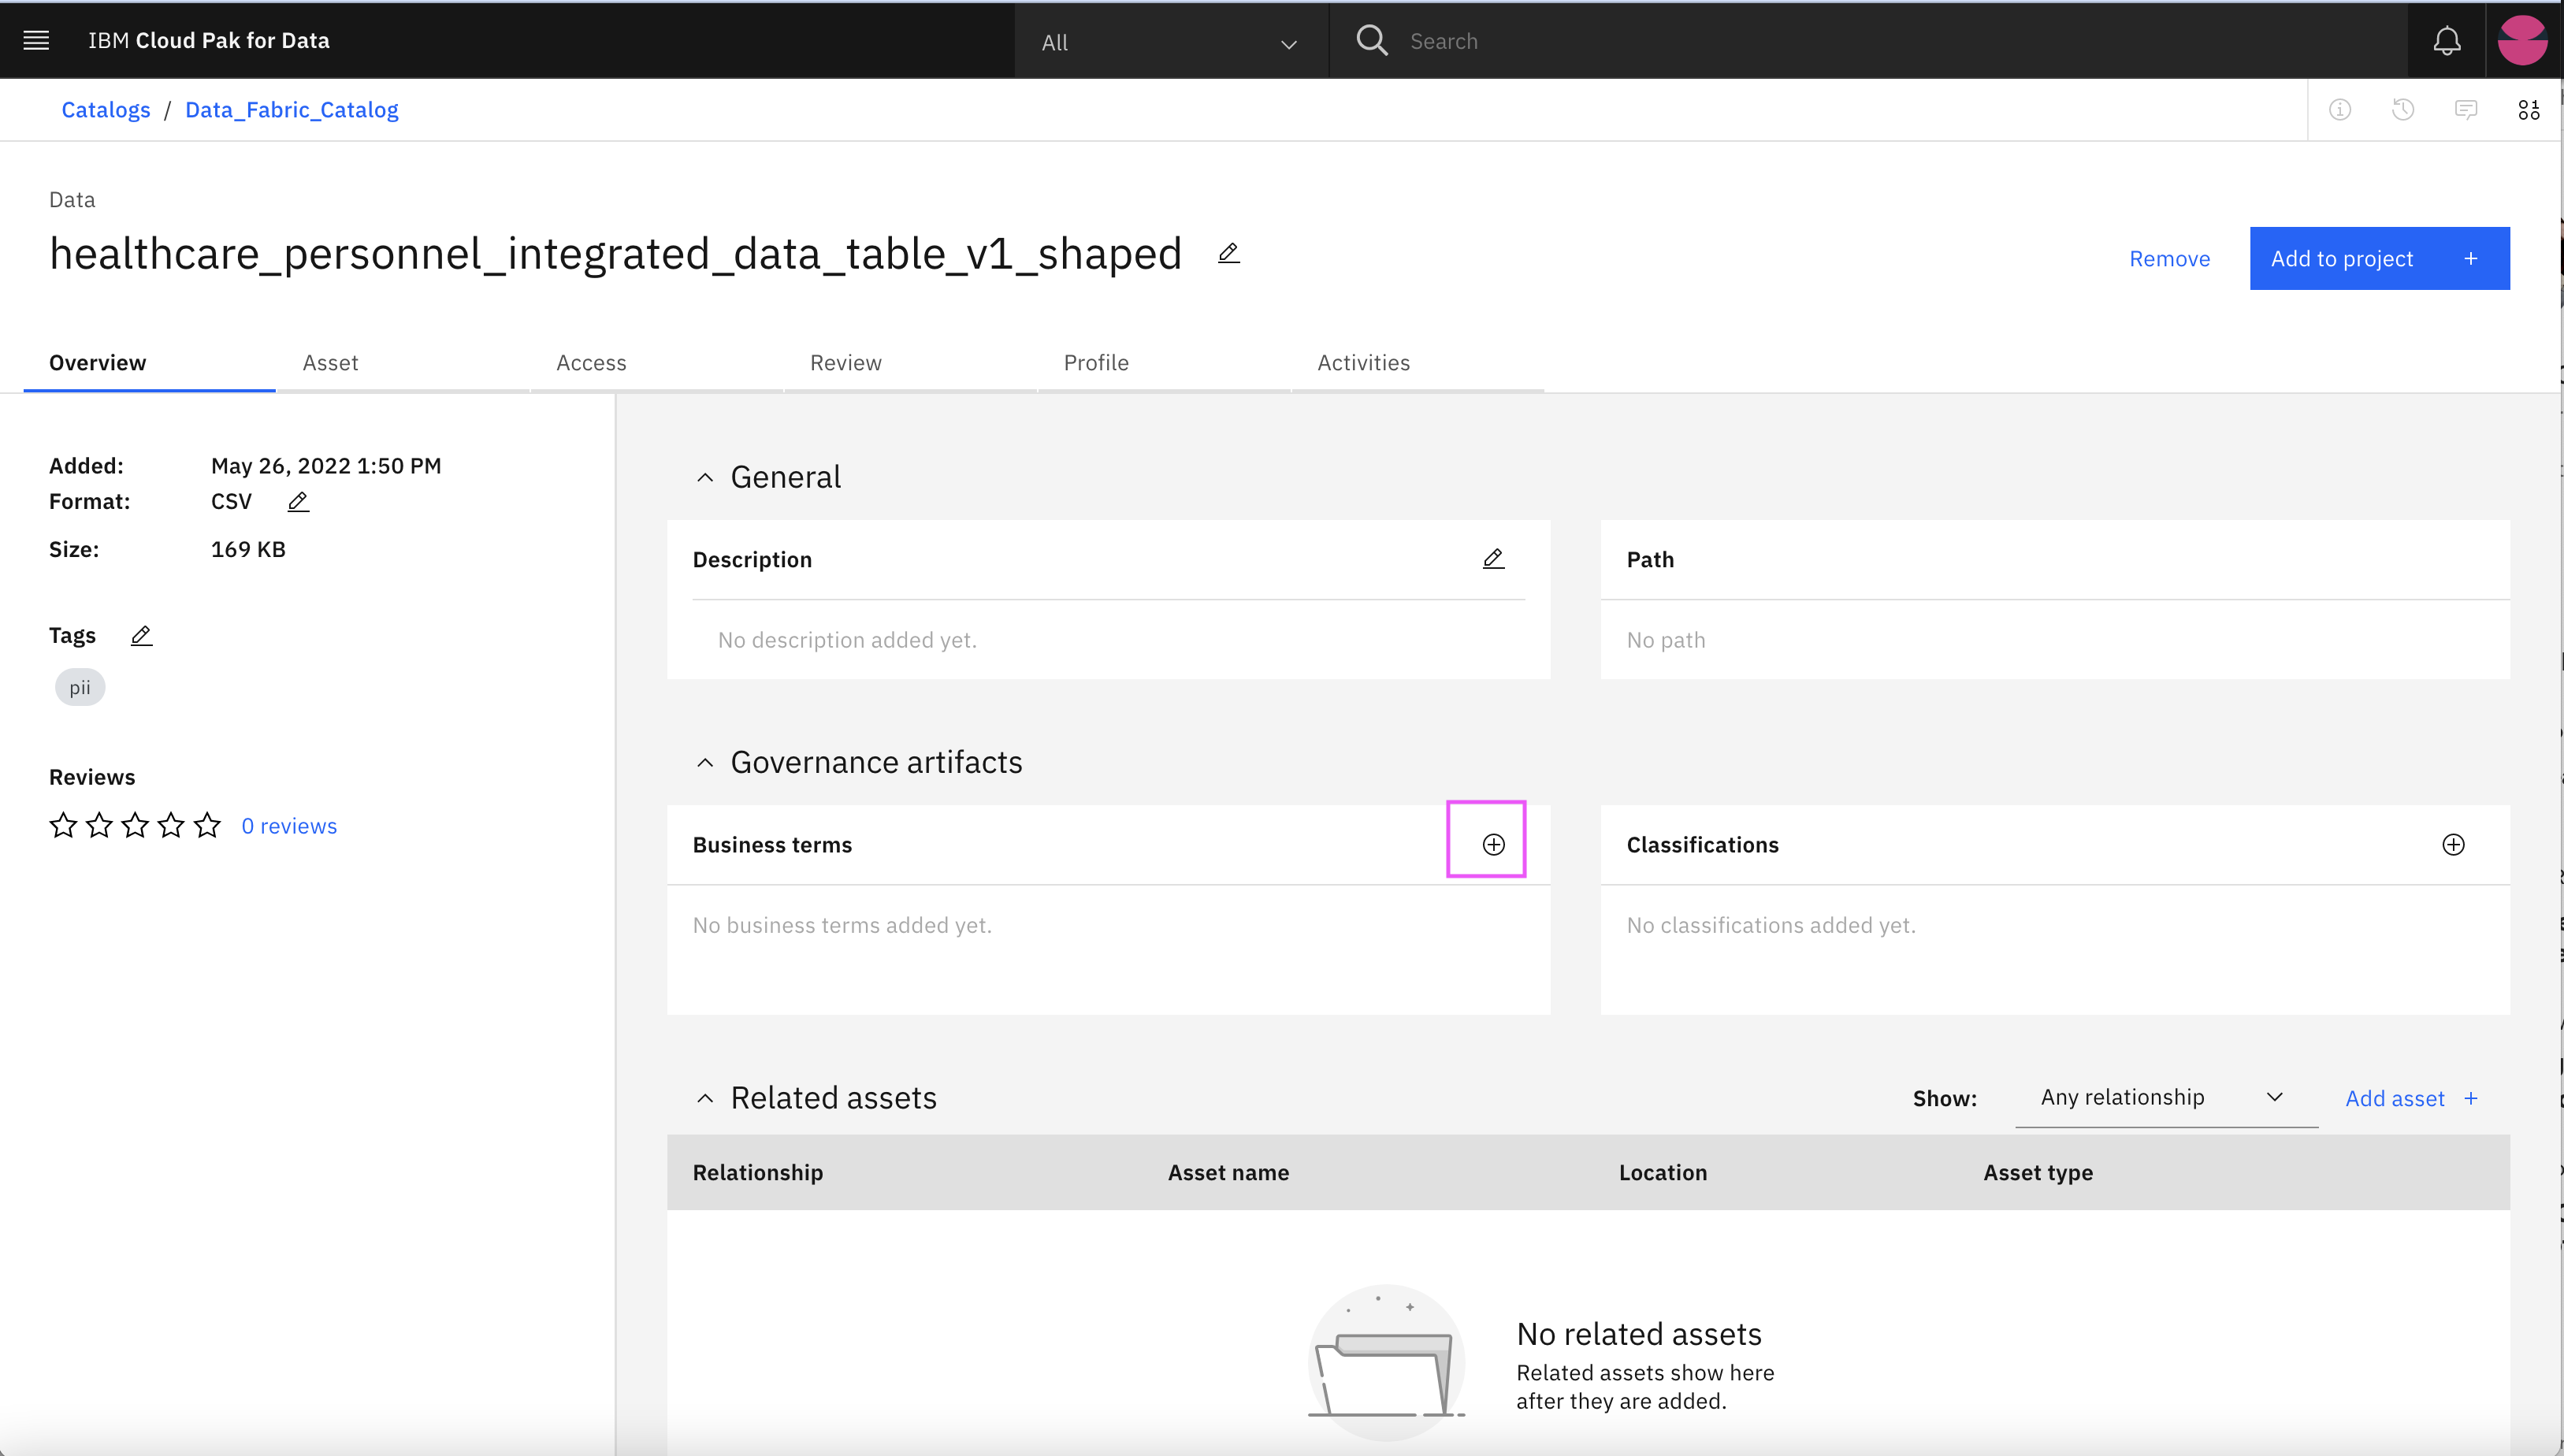 IBM Cloud Pak for Data
All
Search
Catalogs / Data_Fabric_Catalog
Data
healthcare_personnel_integrated_data_table_v1_shaped
Remove
Add to project +
Overview
Asset
Access
Review
Profile
Activities
Added: May 26, 2022 1:50 PM
Format: CSV
Size: 169 KB
Tags
pii
Reviews
0 reviews
General
Description
No description added yet.
Path
No path
Governance artifacts
Business terms
No business terms added yet.
Classifications
No classifications added yet.
Related assets
Show: Any relationship
Add asset +
Relationship
Asset name
Location
Asset type
No related assets
Related assets show here
after they are added.